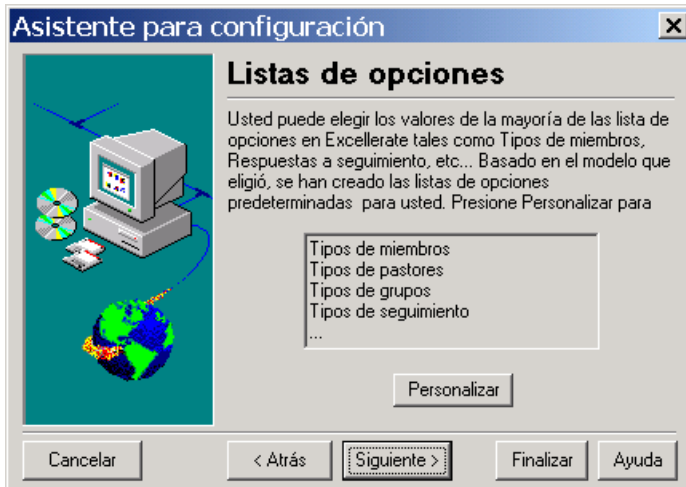 Asistente para configuración
Listas de opciones
Usted puede elegir los valores de la mayoría de las lista de
opciones en Excellerate tales como Tipos de miembros,
Respuestas a seguimiento, etc... Basado en el modelo que
eligió, se han creado las listas de opciones
predeterminadas para usted. Presione Personalizar para
Tipos de miembros
Tipos de pastores
Tipos de grupos
Tipos de seguimiento
...
Personalizar
Cancelar
< Atrás
Siguiente >
Finalizar
Ayuda